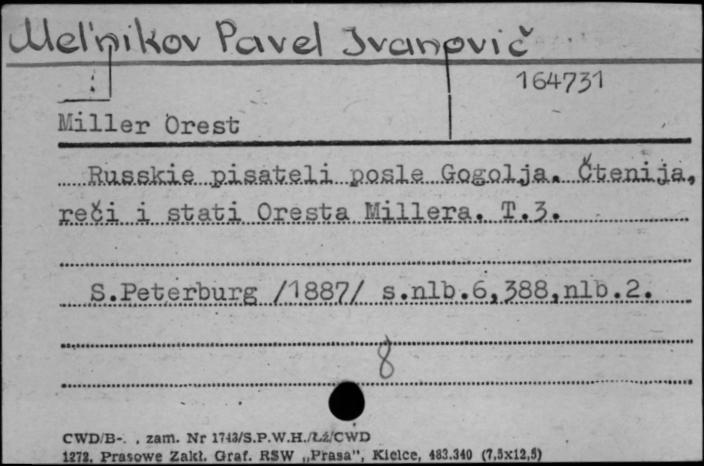 Mel'nikov Pavel Ivanovič
164731
Miller Orest
Russkie pisateli posle Gogolja. Čtenija,
reči i stati Oresta Millera. T.3.
S.Peterburg /1887/ s.nlb.6,388,nlb.2.
8
CWD/B-. , zam. Nr 1743/S.P.W.H./Łź/CWD
1272. Prasowe Zakł. Graf. RSW „Prasa", Kielce, 483.340 (7,5x12,5)